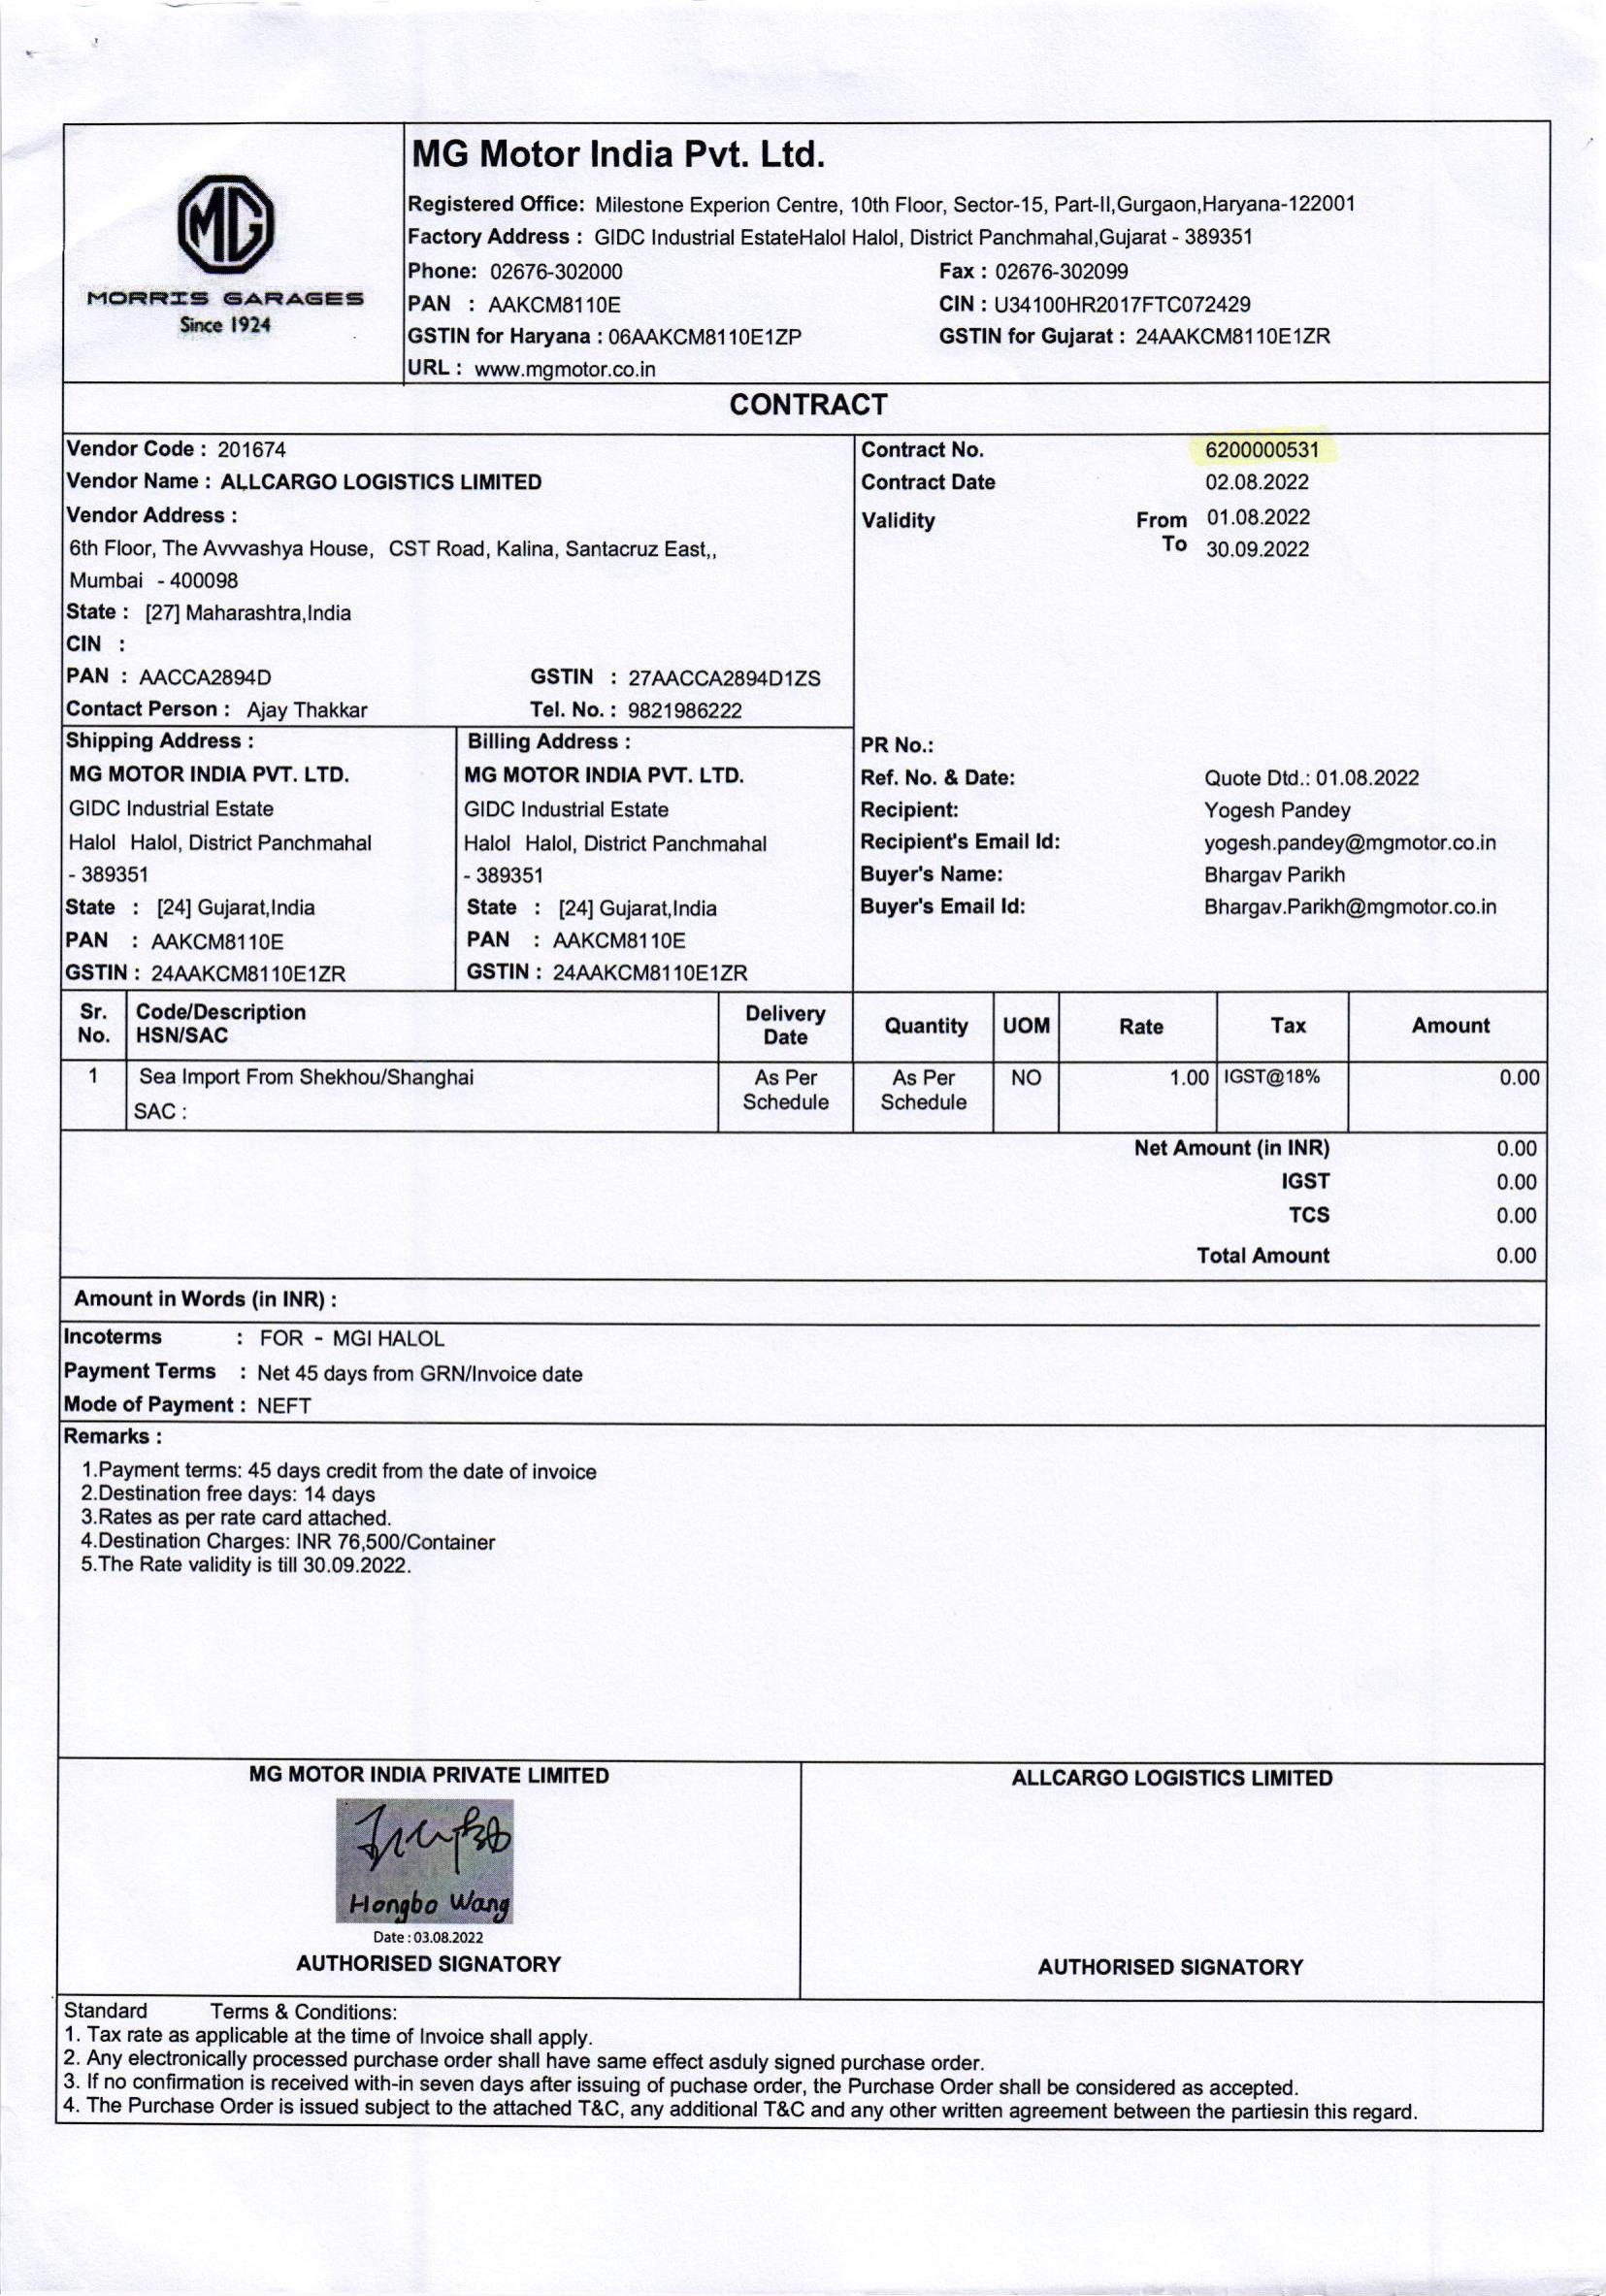 MG
MORRIS GARAGES
Since 1924
MG Motor India Pvt. Ltd.
Registered Office: Milestone Experion Centre, 10th Floor, Sector-15, Part-II,Gurgaon,Haryana-122001
Factory Address : GIDC Industrial EstateHalol Halol, District Panchmahal,Gujarat - 389351
Phone: 02676-302000 Fax : 02676-302099
PAN : AAKCM8110E CIN : U34100HR2017FTC072429
GSTIN for Haryana : 06AAKCM8110E1ZP GSTIN for Gujarat : 24AAKCM8110E1ZR
URL : www.mgmotor.co.in
CONTRACT
Vendor Code : 201674
Vendor Name : ALLCARGO LOGISTICS LIMITED
Vendor Address :
6th Floor, The Avvashya House, CST Road, Kalina, Santacruz East,,
Mumbai - 400098
State : [27] Maharashtra,India
CIN :
PAN : AACCA2894D GSTIN : 27AACCA2894D1ZS
Contact Person : Ajay Thakkar Tel. No. : 9821986222
Contract No. 6200000531
Contract Date 02.08.2022
Validity From 01.08.2022
To 30.09.2022
Shipping Address :
MG MOTOR INDIA PVT. LTD.
GIDC Industrial Estate
Halol Halol, District Panchmahal
- 389351
State : [24] Gujarat,India
PAN : AAKCM8110E
GSTIN : 24AAKCM8110E1ZR
Billing Address :
MG MOTOR INDIA PVT. LTD.
GIDC Industrial Estate
Halol Halol, District Panchmahal
- 389351
State : [24] Gujarat,India
PAN : AAKCM8110E
GSTIN : 24AAKCM8110E1ZR
PR No.:
Ref. No. & Date: Quote Dtd.: 01.08.2022
Recipient: Yogesh Pandey
Recipient's Email Id: yogesh.pandey@mgmotor.co.in
Buyer's Name: Bhargav Parikh
Buyer's Email Id: Bhargav.Parikh@mgmotor.co.in
Sr. No. Code/Description HSN/SAC Delivery Date Quantity UOM Rate Tax Amount
1 Sea Import From Shekhou/Shanghai As Per Schedule As Per Schedule NO 1.00 IGST@18% 0.00
SAC :
Net Amount (in INR) 0.00
IGST 0.00
TCS 0.00
Total Amount 0.00
Amount in Words (in INR) :
Incoterms : FOR - MGI HALOL
Payment Terms : Net 45 days from GRN/Invoice date
Mode of Payment : NEFT
Remarks :
1.Payment terms: 45 days credit from the date of invoice
2.Destination free days: 14 days
3.Rates as per rate card attached.
4.Destination Charges: INR 76,500/Container
5.The Rate validity is till 30.09.2022.
MG MOTOR INDIA PRIVATE LIMITED
Hongbo Wang
Date : 03.08.2022
AUTHORISED SIGNATORY
ALLCARGO LOGISTICS LIMITED
AUTHORISED SIGNATORY
Standard Terms & Conditions:
1. Tax rate as applicable at the time of Invoice shall apply.
2. Any electronically processed purchase order shall have same effect asduly signed purchase order.
3. If no confirmation is received with-in seven days after issuing of puchase order, the Purchase Order shall be considered as accepted.
4. The Purchase Order is issued subject to the attached T&C, any additional T&C and any other written agreement between the partiesin this regard.